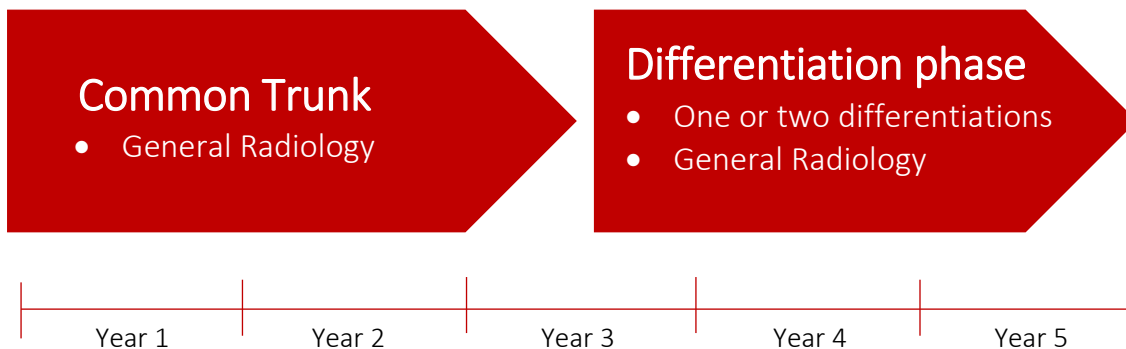 Common Trunk
• General Radiology
Differentiation phase
• One or two differentiations
• General Radiology
Year 1
Year 2
Year 3
Year 4
Year 5